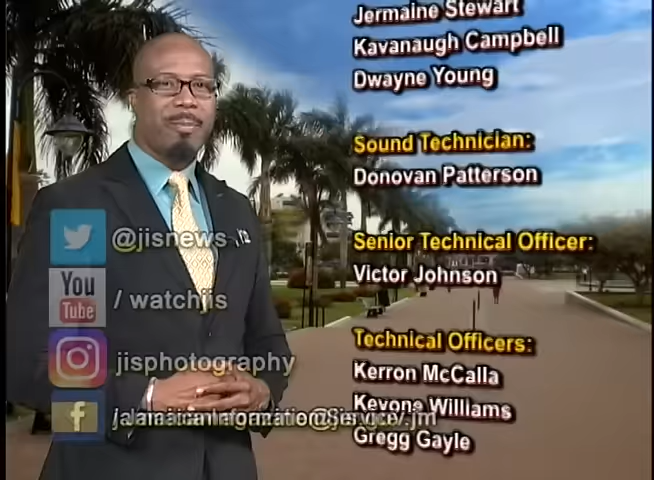 Jermaine Stewart
Kavanaugh Campbell
Dwayne Young
Sound Technician:
Donovan Patterson
Senior Technical Officer:
Victor Johnson
Technical Officers:
Kerron McCalla
Kevone Williams
Gregg Gayle
@jisnews
You Tube / watchjis
jisphotography
f